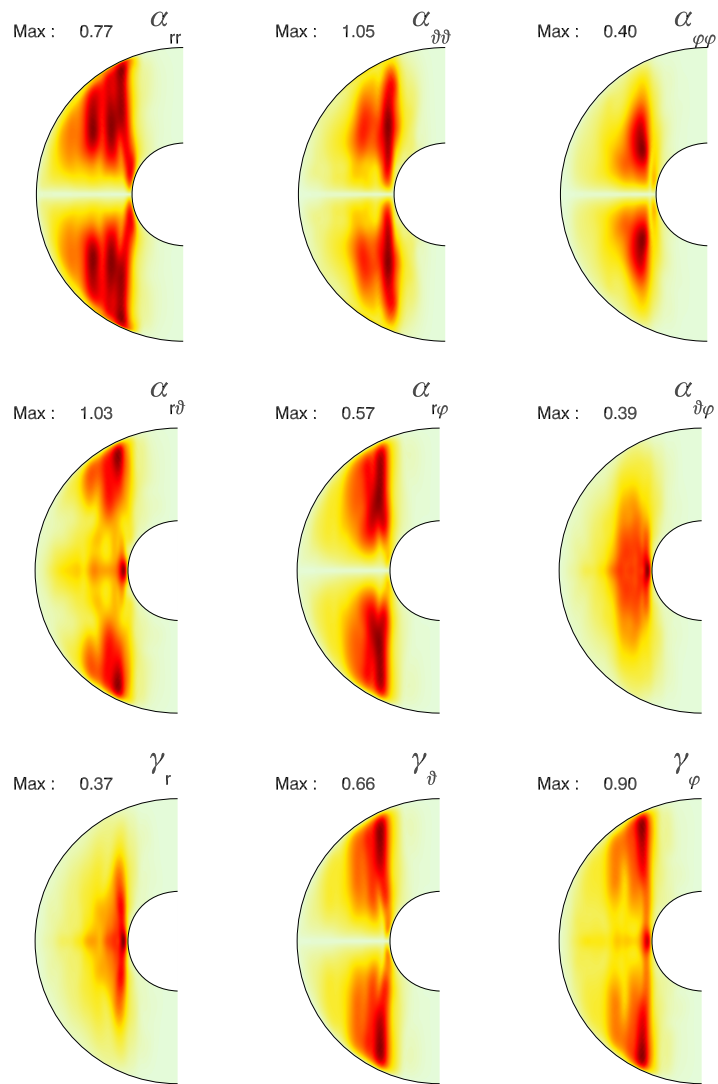 Max : 0.77 α_rr
Max : 1.05 α_ϑϑ
Max : 0.40 α_φφ
Max : 1.03 α_rϑ
Max : 0.57 α_rφ
Max : 0.39 α_ϑφ
Max : 0.37 γ_r
Max : 0.66 γ_ϑ
Max : 0.90 γ_φ